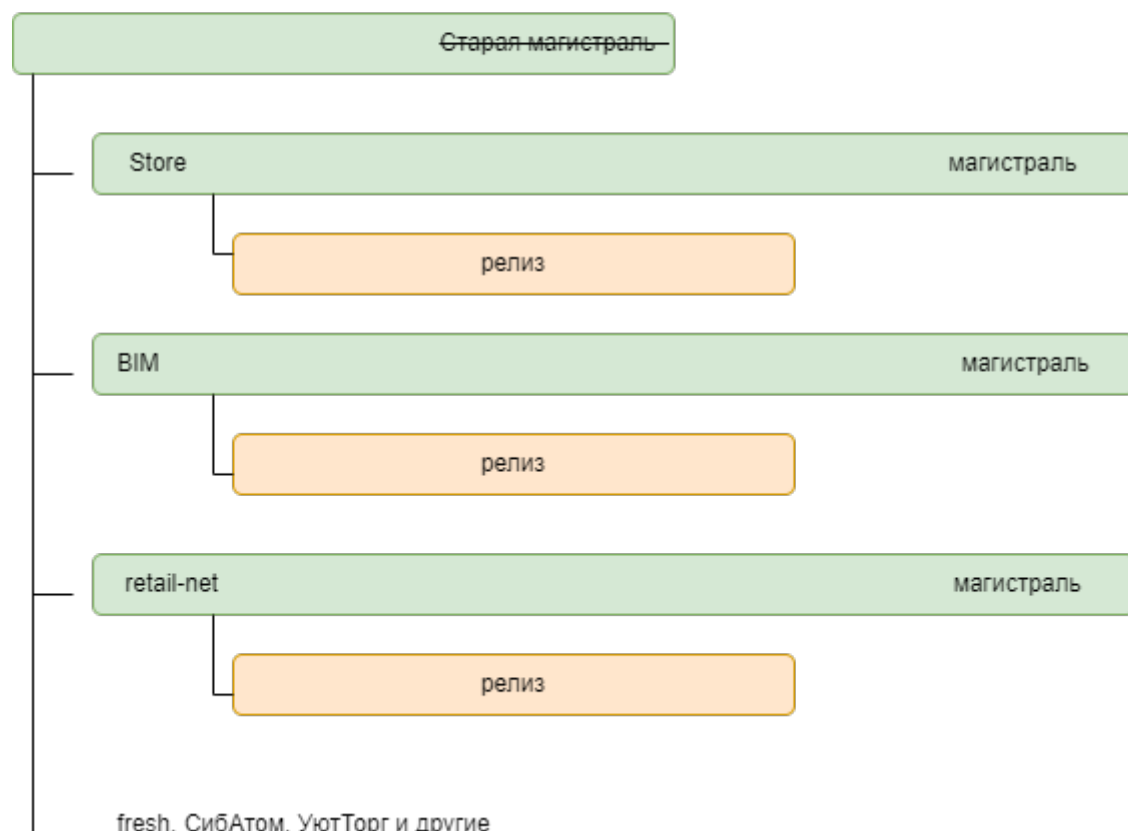 Старая магистраль
Store магистраль
релиз
BIM магистраль
релиз
retail-net магистраль
релиз
fresh, СибАтом, УютТорг и другие